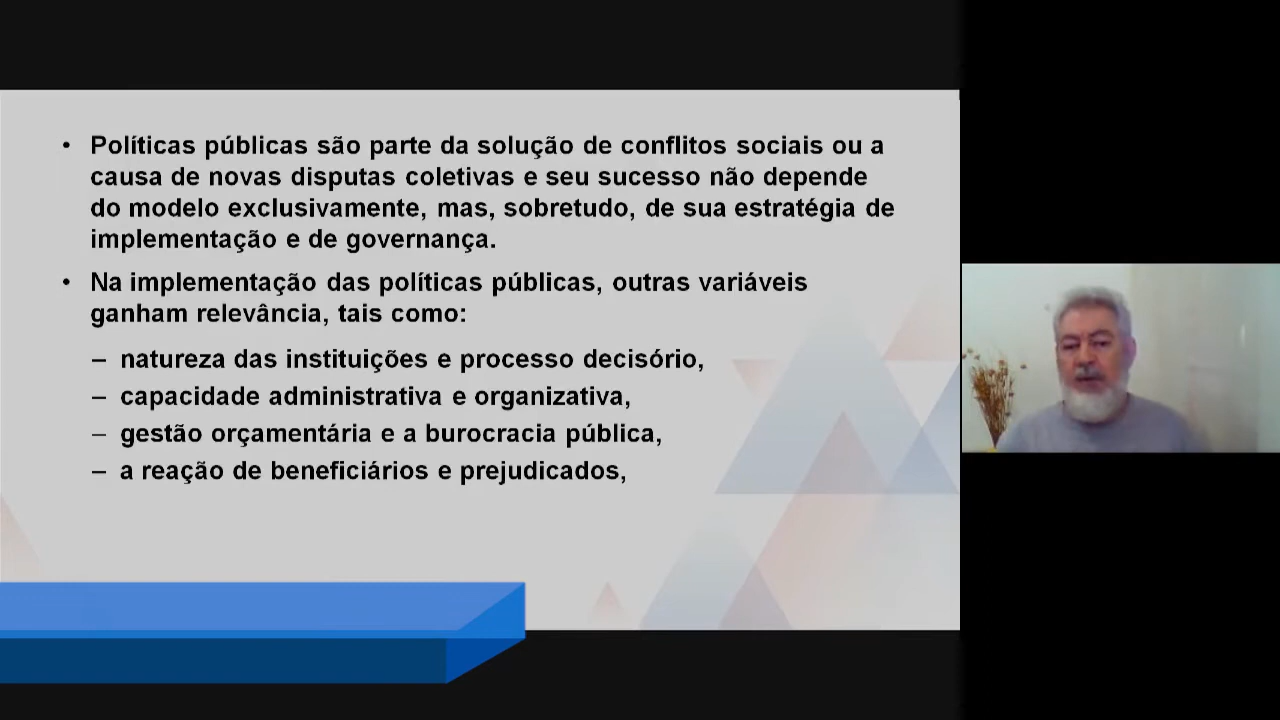 • Políticas públicas são parte da solução de conflitos sociais ou a
causa de novas disputas coletivas e seu sucesso não depende
do modelo exclusivamente, mas, sobretudo, de sua estratégia de
implementação e de governança.
• Na implementação das políticas públicas, outras variáveis
ganham relevância, tais como:
– natureza das instituições e processo decisório,
– capacidade administrativa e organizativa,
– gestão orçamentária e a burocracia pública,
– a reação de beneficiários e prejudicados,